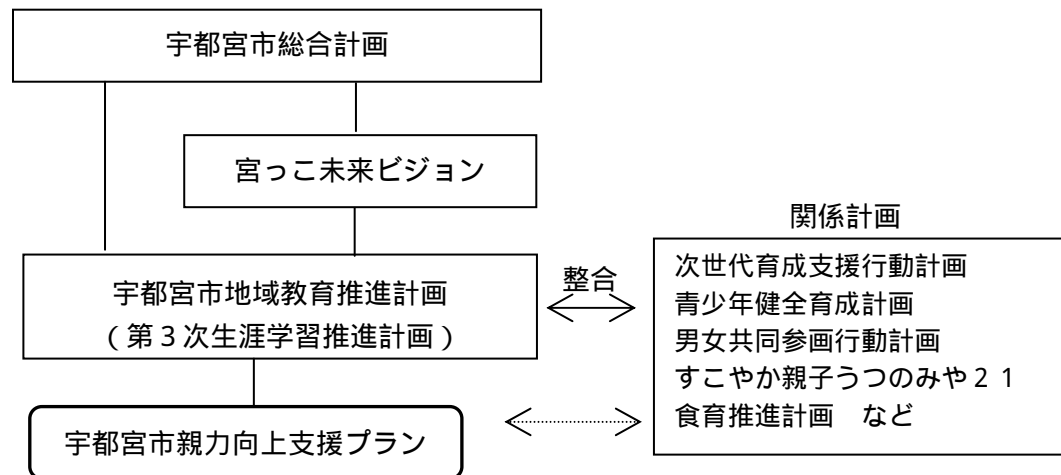 宇都宮市総合計画
宮っこ未来ビジョン
宇都宮市地域教育推進計画
（第３次生涯学習推進計画）
宇都宮市親力向上支援プラン
整合
関係計画
次世代育成支援行動計画
青少年健全育成計画
男女共同参画行動計画
すこやか親子うつのみや２１
食育推進計画　など